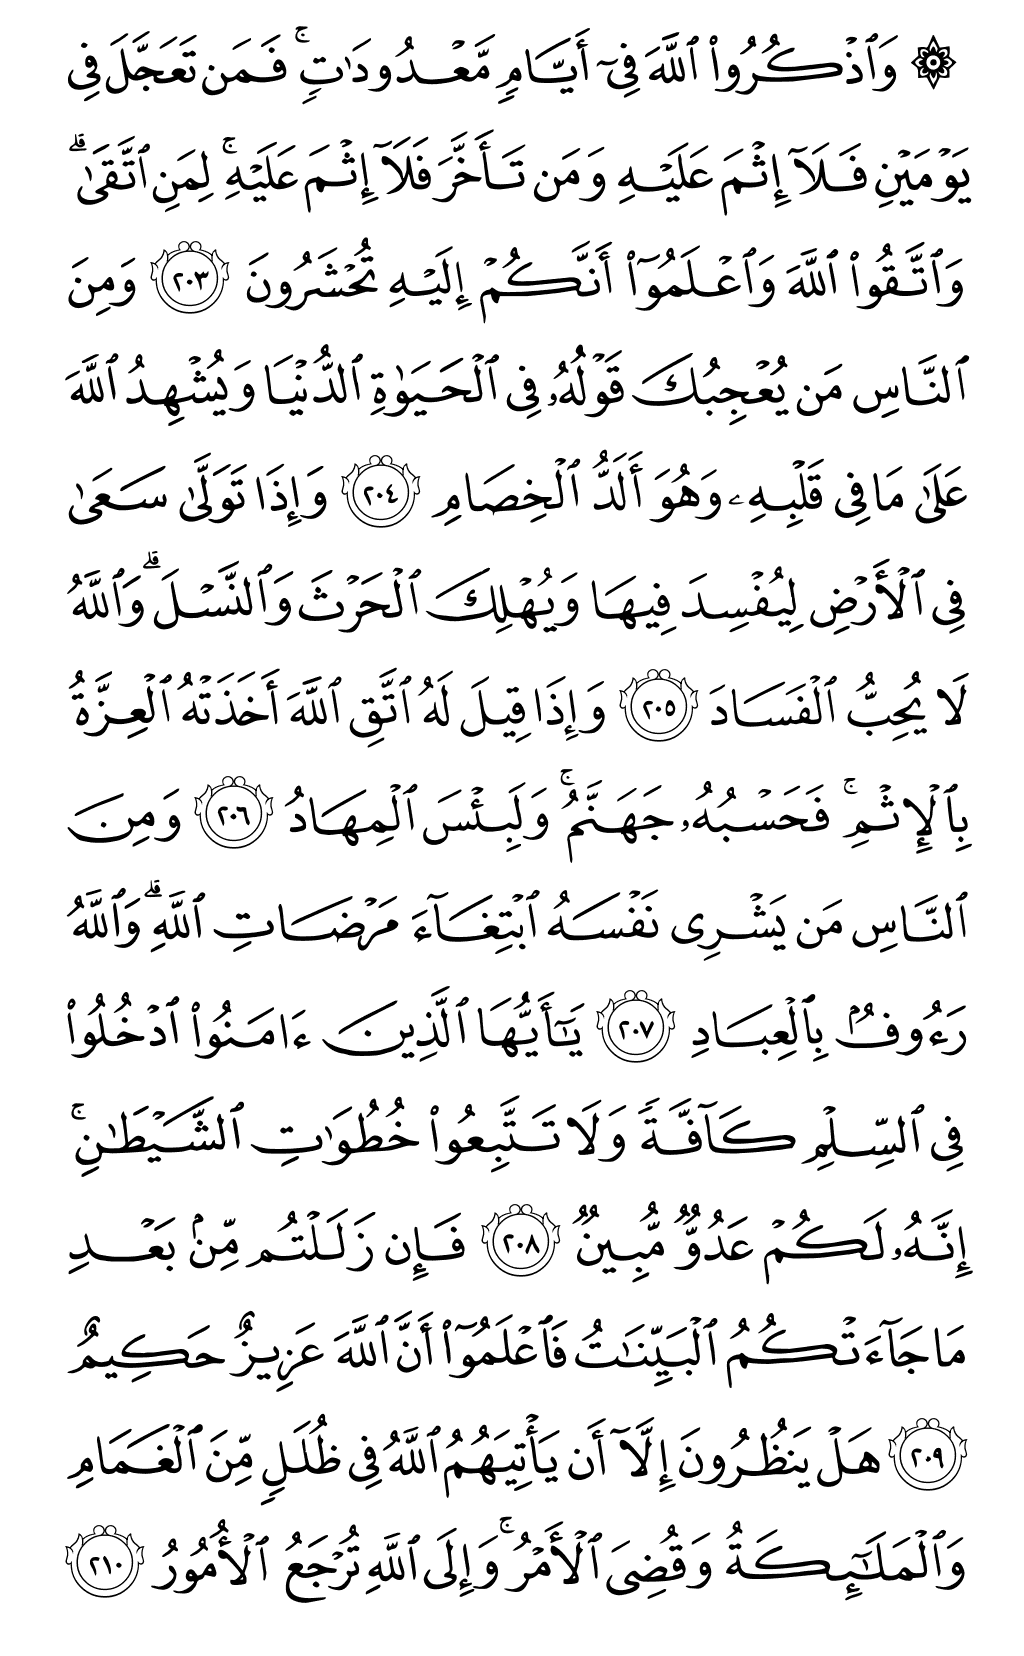 ۞ وَٱذْكُرُوا۟ ٱللَّهَ فِىٓ أَيَّامٍ مَّعْدُودَٰتٍ ۚ فَمَن تَعَجَّلَ فِى
يَوْمَيْنِ فَلَآ إِثْمَ عَلَيْهِ وَمَن تَأَخَّرَ فَلَآ إِثْمَ عَلَيْهِ ۚ لِمَنِ ٱتَّقَىٰ ۗ
وَٱتَّقُوا۟ ٱللَّهَ وَٱعْلَمُوٓا۟ أَنَّكُمْ إِلَيْهِ تُحْشَرُونَ ٢٠٣ وَمِنَ
ٱلنَّاسِ مَن يُعْجِبُكَ قَوْلُهُۥ فِى ٱلْحَيَوٰةِ ٱلدُّنْيَا وَيُشْهِدُ ٱللَّهَ
عَلَىٰ مَا فِى قَلْبِهِۦ وَهُوَ أَلَدُّ ٱلْخِصَامِ ٢٠٤ وَإِذَا تَوَلَّىٰ سَعَىٰ
فِى ٱلْأَرْضِ لِيُفْسِدَ فِيهَا وَيُهْلِكَ ٱلْحَرْثَ وَٱلنَّسْلَ ۗ وَٱللَّهُ
لَا يُحِبُّ ٱلْفَسَادَ ٢٠٥ وَإِذَا قِيلَ لَهُ ٱتَّقِ ٱللَّهَ أَخَذَتْهُ ٱلْعِزَّةُ
بِٱلْإِثْمِ ۚ فَحَسْبُهُۥ جَهَنَّمُ ۚ وَلَبِئْسَ ٱلْمِهَادُ ٢٠٦ وَمِنَ
ٱلنَّاسِ مَن يَشْرِى نَفْسَهُ ٱبْتِغَآءَ مَرْضَاتِ ٱللَّهِ ۗ وَٱللَّهُ
رَءُوفٌۢ بِٱلْعِبَادِ ٢٠٧ يَٰٓأَيُّهَا ٱلَّذِينَ ءَامَنُوا۟ ٱدْخُلُوا۟
فِى ٱلسِّلْمِ كَآفَّةً وَلَا تَتَّبِعُوا۟ خُطُوَٰتِ ٱلشَّيْطَٰنِ ۚ
إِنَّهُۥ لَكُمْ عَدُوٌّ مُّبِينٌ ٢٠٨ فَإِن زَلَلْتُم مِّنۢ بَعْدِ
مَا جَآءَتْكُمُ ٱلْبَيِّنَٰتُ فَٱعْلَمُوٓا۟ أَنَّ ٱللَّهَ عَزِيزٌ حَكِيمٌ
٢٠٩ هَلْ يَنظُرُونَ إِلَّآ أَن يَأْتِيَهُمُ ٱللَّهُ فِى ظُلَلٍ مِّنَ ٱلْغَمَامِ
وَٱلْمَلَٰٓئِكَةُ وَقُضِىَ ٱلْأَمْرُ ۚ وَإِلَى ٱللَّهِ تُرْجَعُ ٱلْأُمُورُ ٢١٠